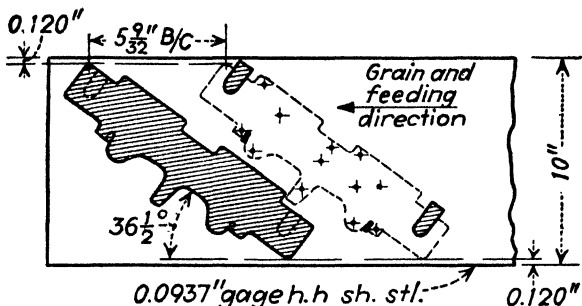 0.120"
5 9/32" B/C
Grain and
feeding
direction
10"
36 1/2°
0.0937" gage h.h sh. stl.
0.120"